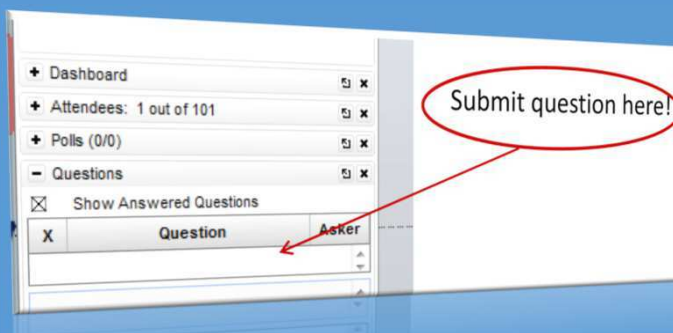 + Dashboard
+ Attendees: 1 out of 101
+ Polls (0/0)
- Questions
Show Answered Questions
X Question Asker
Submit question here!